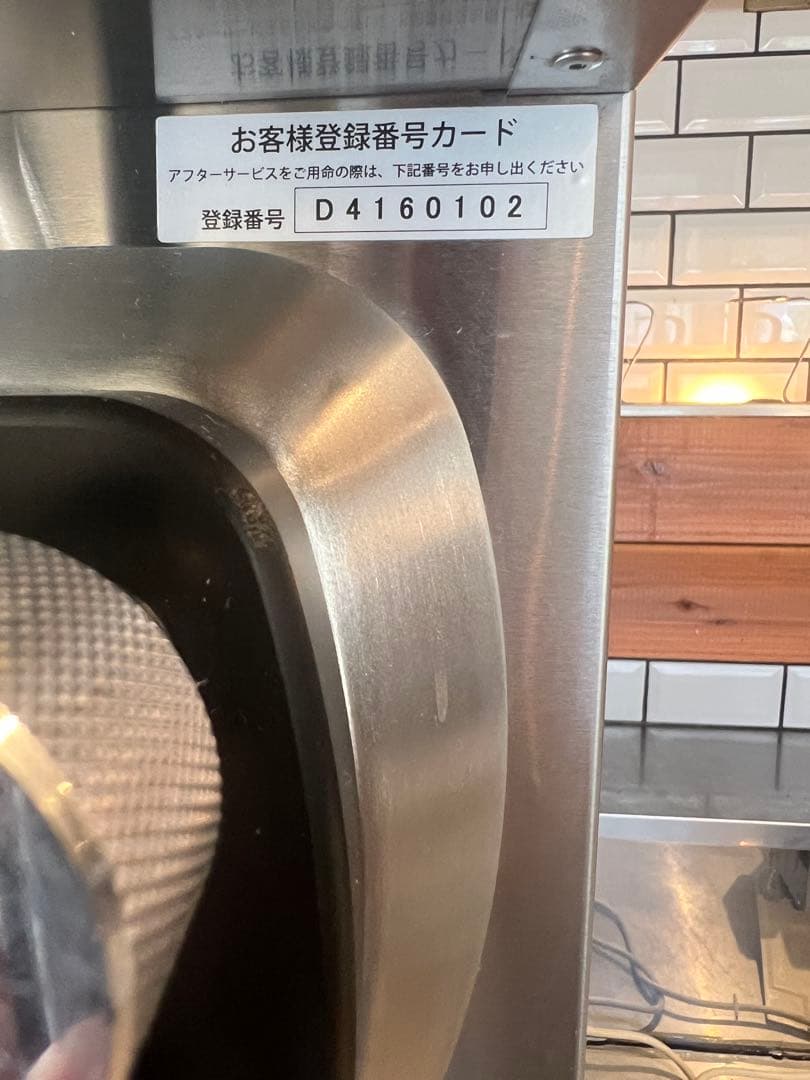 お客様登録番号カード
アフターサービスをご用命の際は、下記番号をお申し出ください
登録番号 D4160102